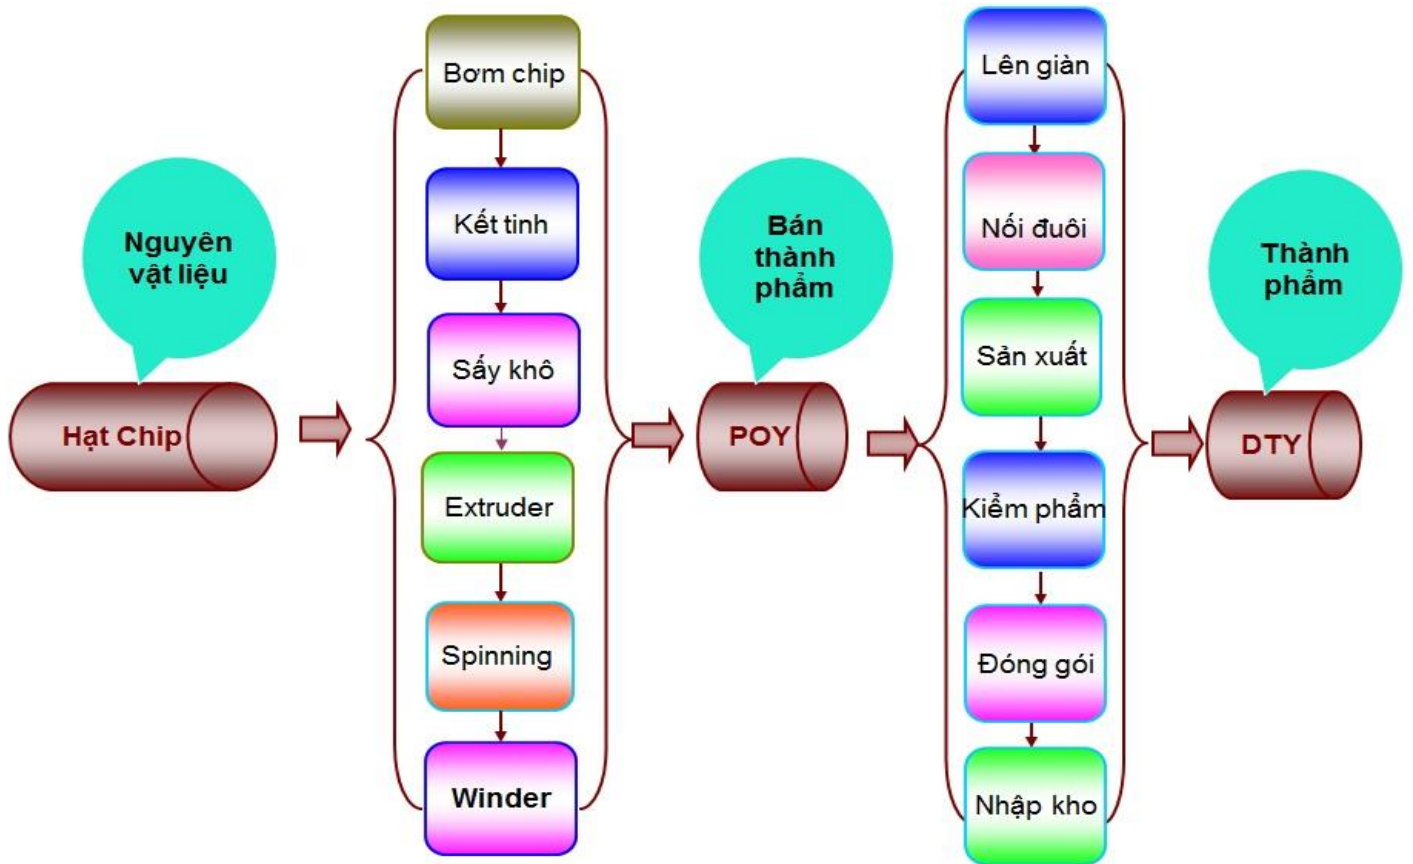 Nguyên
vật liệu
Hạt Chip
Bơm chip
Kết tinh
Sấy khô
Extruder
Spinning
Winder
Bán
thành
phẩm
POY
Lên giàn
Nối đuôi
Sản xuất
Kiểm phẩm
Đóng gói
Nhập kho
Thành
phẩm
DTY